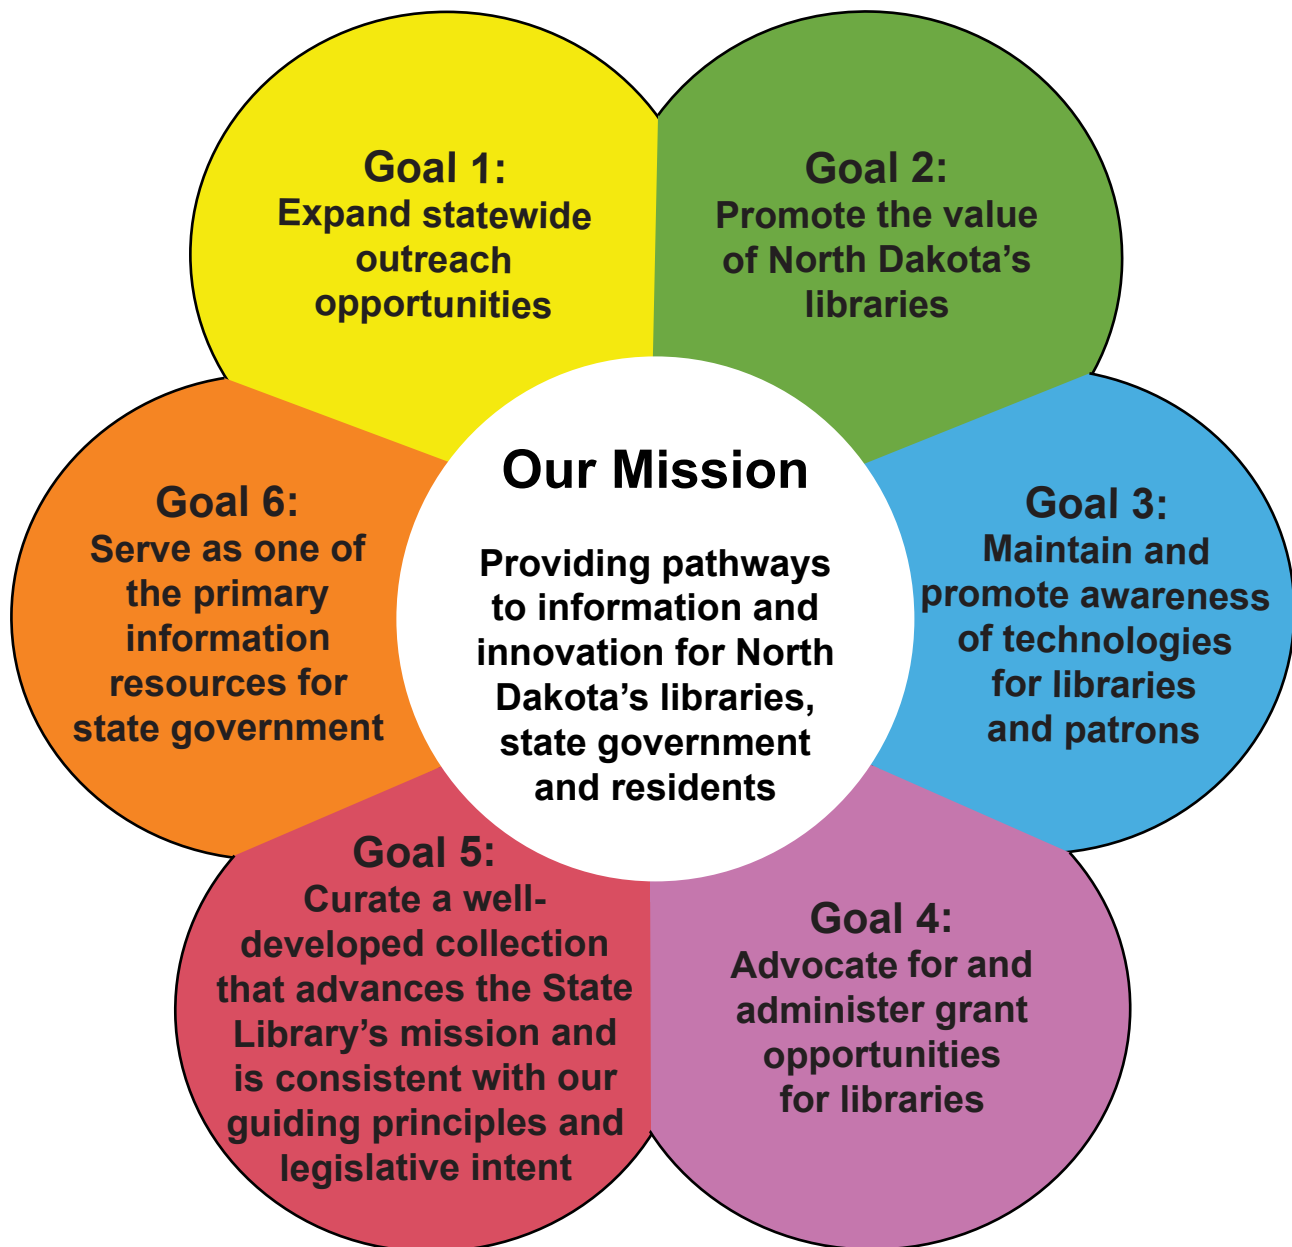 Goal 1:
Expand statewide
outreach
opportunities
Goal 2:
Promote the value
of North Dakota’s
libraries
Our Mission
Providing pathways
to information and
innovation for North
Dakota’s libraries,
state government
and residents
Goal 3:
Maintain and
promote awareness
of technologies
for libraries
and patrons
Goal 4:
Advocate for and
administer grant
opportunities
for libraries
Goal 5:
Curate a well-
developed collection
that advances the State
Library’s mission and
is consistent with our
guiding principles and
legislative intent
Goal 6:
Serve as one of
the primary
information
resources for
state government